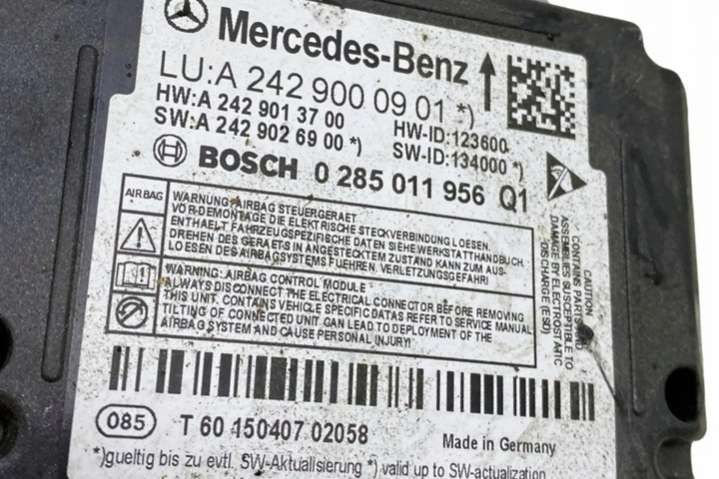 Mercedes-Benz
LU:A 242 900 09 01 *)
HW:A 242 901 37 00 HW-ID:123600
SW:A 242 902 69 00 *) SW-ID:134000 *)
BOSCH 0 285 011 956 Q1
AIRBAG
WARNUNG: AIRBAG STEUERGERAET
VOR DEMONTAGE DIE ELEKTRISCHE STECKVERBINDUNG LOESEN.
ENTHAELT FAHRZEUGSPEZIFISCHE DATEN SIEHE WERKSTATTHANDBUCH.
DREHEN DES GERAETS IN ANGESTECKTEM ZUSTAND KANN ZUM AUS-
LOESEN DES AIRBAGSYSTEMS FUEHREN. VERLETZUNGSGEFAHR!
WARNING: AIRBAG CONTROL MODULE
ALWAYS DISCONNECT THE ELECTRICAL CONNECTOR BEFORE REMOVING
THIS UNIT. CONTAINS VEHICLE SPECIFIC DATAS REFER TO SERVICE MANUAL
TILTING OF CONNECTED UNIT CAN LEAD TO DEPLOYMENT OF THE
AIRBAG SYSTEM AND CAUSE PERSONAL INJURY!
CAUTION
CONTAINS PARTS AND
ASSEMBLIES SUSCEPTIBLE TO
DAMAGE BY ELECTROSTATIC
DISCHARGE (ESD)
085 T 60 150407 02058 Made in Germany
*)gueltig bis zu evtl. SW-Aktualisierung *) valid up to SW-actualization